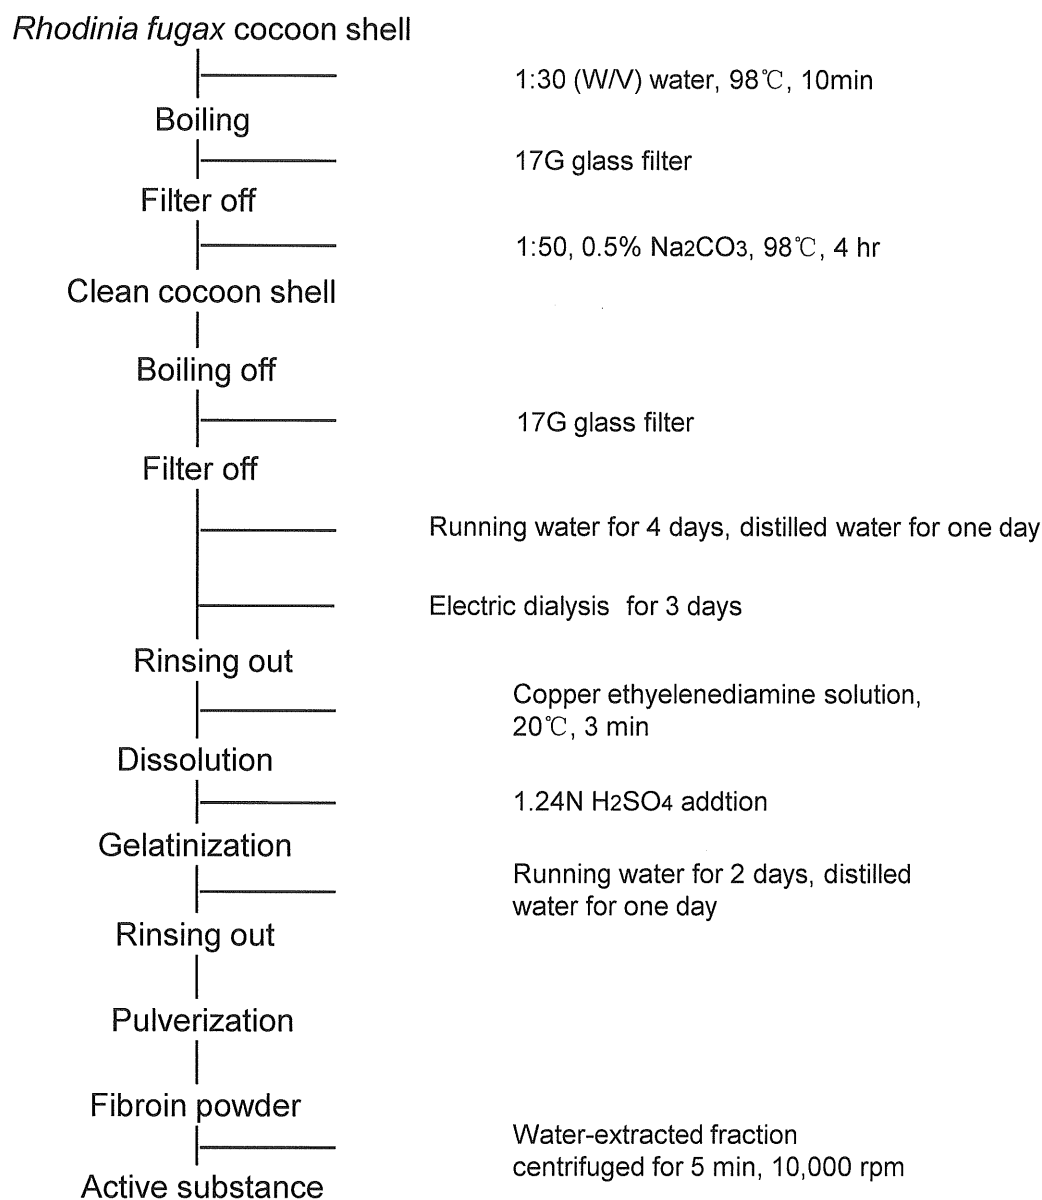 Rhodinia fugax cocoon shell
1:30 (W/V) water, 98℃, 10min
Boiling
17G glass filter
Filter off
1:50, 0.5% Na2CO3, 98℃, 4 hr
Clean cocoon shell
Boiling off
17G glass filter
Filter off
Running water for 4 days, distilled water for one day
Electric dialysis for 3 days
Rinsing out
Copper ethyelenediamine solution,
20℃, 3 min
Dissolution
1.24N H2SO4 addtion
Gelatinization
Running water for 2 days, distilled
water for one day
Rinsing out
Pulverization
Fibroin powder
Water-extracted fraction
centrifuged for 5 min, 10,000 rpm
Active substance